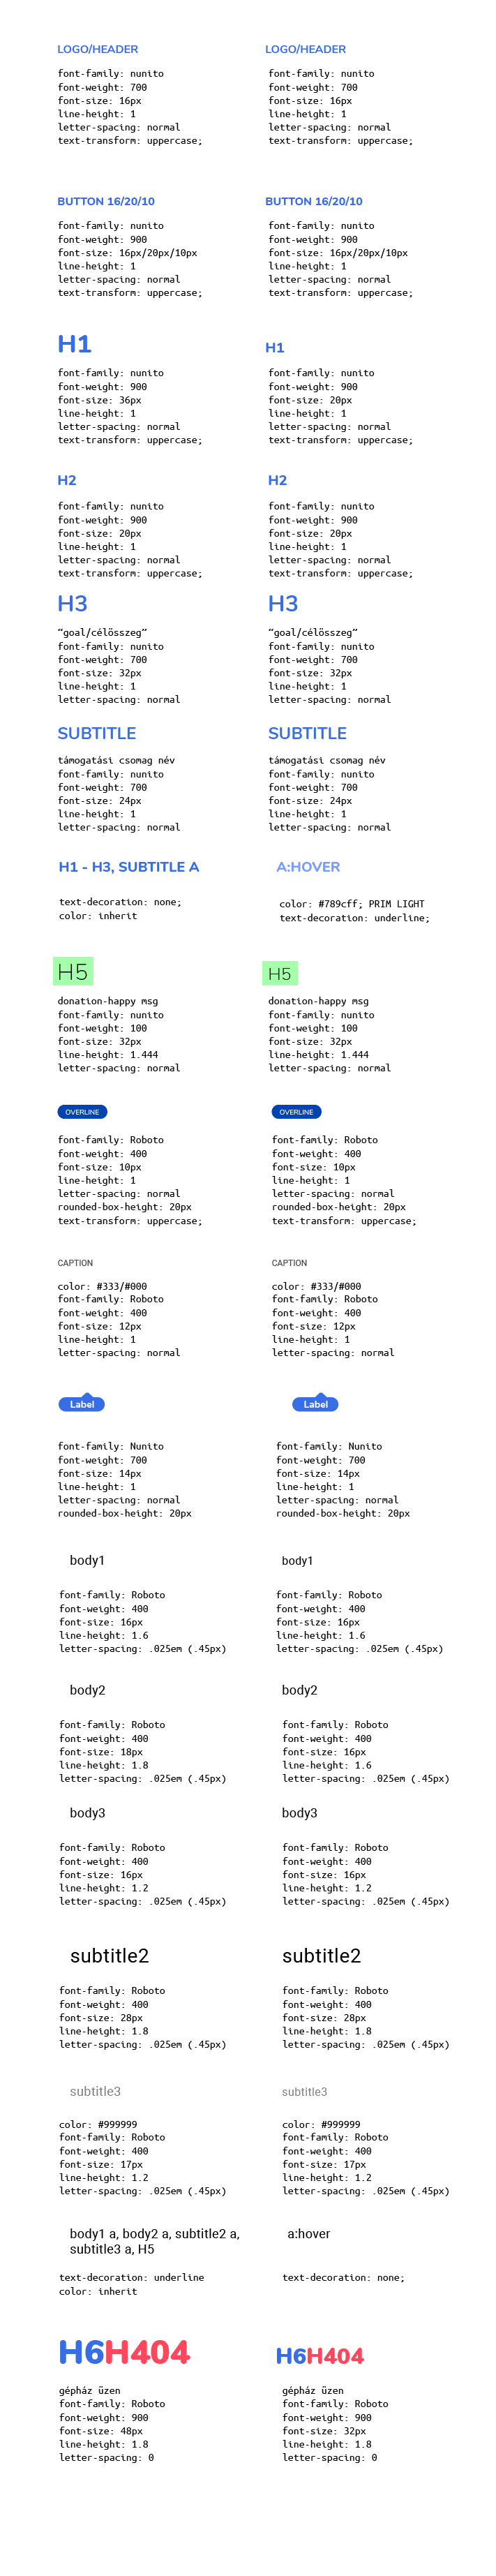 LOGO/HEADER
font-family: nunito
font-weight: 700
font-size: 16px
line-height: 1
letter-spacing: normal
text-transform: uppercase;
LOGO/HEADER
font-family: nunito
font-weight: 700
font-size: 16px
line-height: 1
letter-spacing: normal
text-transform: uppercase;
BUTTON 16/20/10
font-family: nunito
font-weight: 900
font-size: 16px/20px/10px
line-height: 1
letter-spacing: normal
text-transform: uppercase;
BUTTON 16/20/10
font-family: nunito
font-weight: 900
font-size: 16px/20px/10px
line-height: 1
letter-spacing: normal
text-transform: uppercase;
H1
font-family: nunito
font-weight: 900
font-size: 36px
line-height: 1
letter-spacing: normal
text-transform: uppercase;
H1
font-family: nunito
font-weight: 900
font-size: 20px
line-height: 1
letter-spacing: normal
text-transform: uppercase;
H2
font-family: nunito
font-weight: 900
font-size: 20px
line-height: 1
letter-spacing: normal
text-transform: uppercase;
H2
font-family: nunito
font-weight: 900
font-size: 20px
line-height: 1
letter-spacing: normal
text-transform: uppercase;
H3
“goal/célösszeg”
font-family: nunito
font-weight: 700
font-size: 32px
line-height: 1
letter-spacing: normal
H3
“goal/célösszeg”
font-family: nunito
font-weight: 700
font-size: 32px
line-height: 1
letter-spacing: normal
SUBTITLE
támogatási csomag név
font-family: nunito
font-weight: 700
font-size: 24px
line-height: 1
letter-spacing: normal
SUBTITLE
támogatási csomag név
font-family: nunito
font-weight: 700
font-size: 24px
line-height: 1
letter-spacing: normal
H1 - H3, SUBTITLE A
text-decoration: none;
color: inherit
A:HOVER
color: #789cff; PRIM LIGHT
text-decoration: underline;
H5
donation-happy msg
font-family: nunito
font-weight: 100
font-size: 32px
line-height: 1.444
letter-spacing: normal
H5
donation-happy msg
font-family: nunito
font-weight: 100
font-size: 32px
line-height: 1.444
letter-spacing: normal
OVERLINE
font-family: Roboto
font-weight: 400
font-size: 10px
line-height: 1
letter-spacing: normal
rounded-box-height: 20px
text-transform: uppercase;
OVERLINE
font-family: Roboto
font-weight: 400
font-size: 10px
line-height: 1
letter-spacing: normal
rounded-box-height: 20px
text-transform: uppercase;
CAPTION
color: #333/#000
font-family: Roboto
font-weight: 400
font-size: 12px
line-height: 1
letter-spacing: normal
CAPTION
color: #333/#000
font-family: Roboto
font-weight: 400
font-size: 12px
line-height: 1
letter-spacing: normal
Label
font-family: Nunito
font-weight: 700
font-size: 14px
line-height: 1
letter-spacing: normal
rounded-box-height: 20px
Label
font-family: Nunito
font-weight: 700
font-size: 14px
line-height: 1
letter-spacing: normal
rounded-box-height: 20px
body1
font-family: Roboto
font-weight: 400
font-size: 16px
line-height: 1.6
letter-spacing: .025em (.45px)
body1
font-family: Roboto
font-weight: 400
font-size: 16px
line-height: 1.6
letter-spacing: .025em (.45px)
body2
font-family: Roboto
font-weight: 400
font-size: 18px
line-height: 1.8
letter-spacing: .025em (.45px)
body2
font-family: Roboto
font-weight: 400
font-size: 16px
line-height: 1.6
letter-spacing: .025em (.45px)
body3
font-family: Roboto
font-weight: 400
font-size: 16px
line-height: 1.2
letter-spacing: .025em (.45px)
body3
font-family: Roboto
font-weight: 400
font-size: 16px
line-height: 1.2
letter-spacing: .025em (.45px)
subtitle2
font-family: Roboto
font-weight: 400
font-size: 28px
line-height: 1.8
letter-spacing: .025em (.45px)
subtitle2
font-family: Roboto
font-weight: 400
font-size: 28px
line-height: 1.8
letter-spacing: .025em (.45px)
subtitle3
color: #999999
font-family: Roboto
font-weight: 400
font-size: 17px
line-height: 1.2
letter-spacing: .025em (.45px)
subtitle3
color: #999999
font-family: Roboto
font-weight: 400
font-size: 17px
line-height: 1.2
letter-spacing: .025em (.45px)
body1 a, body2 a, subtitle2 a,
subtitle3 a, H5
text-decoration: underline
color: inherit
a:hover
text-decoration: none;
H6H404
gépház üzen
font-family: Roboto
font-weight: 900
font-size: 48px
line-height: 1.8
letter-spacing: 0
H6H404
gépház üzen
font-family: Roboto
font-weight: 900
font-size: 32px
line-height: 1.8
letter-spacing: 0